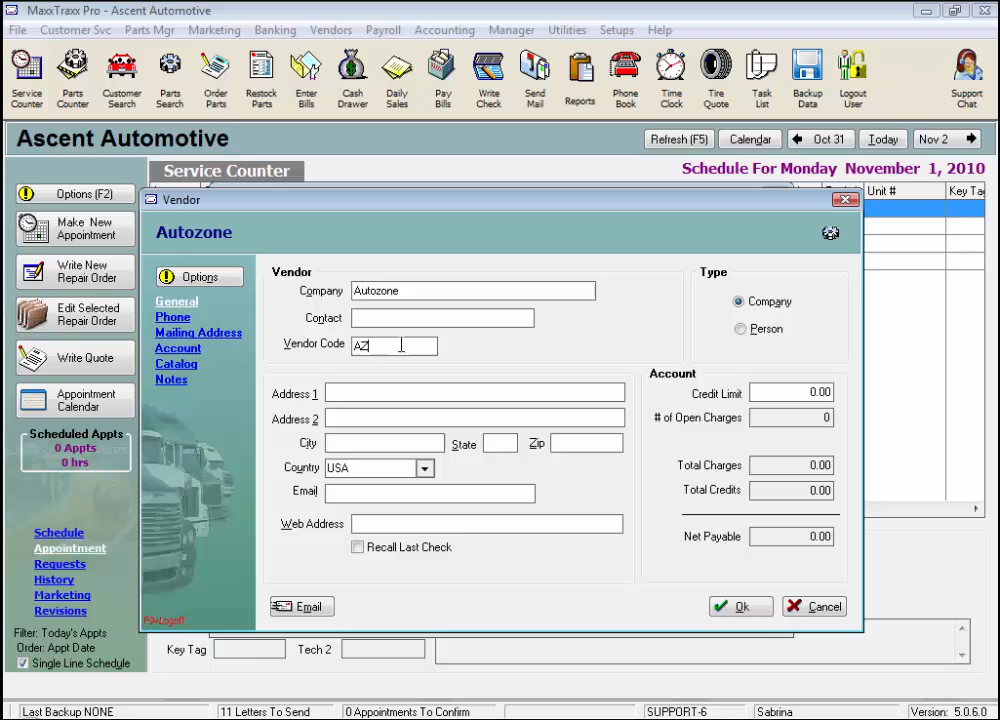 MaxxTraxx Pro - Ascent Automotive
File Customer Svc Parts Mgr Marketing Banking Vendors Payroll Accounting Manager Utilities Setups Help
Service Counter
Parts Counter
Customer Search
Parts Search
Order Parts
Restock Parts
Enter Bills
Cash Drawer
Daily Sales
Pay Bills
Write Check
Send Mail
Reports
Phone Book
Time Clock
Tire Quote
Task List
Backup Data
Logout User
Support Chat
Ascent Automotive
Refresh (F5) Calendar Oct 31 Today Nov 2
Service Counter
Schedule For Monday November 1, 2010
Unit # Key Tag
Options (F2)
Make New Appointment
Write New Repair Order
Edit Selected Repair Order
Write Quote
Appointment Calendar
Scheduled Appts
0 Appts
0 hrs
Schedule
Appointment
Requests
History
Marketing
Revisions
Filter: Today's Appts
Order: Appt Date
Single Line Schedule
Vendor
Autozone
Options
General
Phone
Mailing Address
Account
Catalog
Notes
F9=Logoff
Vendor
Company Autozone
Contact
Vendor Code AZ
Type
Company
Person
Address 1
Address 2
City State Zip
Country USA
Email
Web Address
Recall Last Check
Account
Credit Limit 0.00
# of Open Charges 0
Total Charges 0.00
Total Credits 0.00
Net Payable 0.00
Email
Ok Cancel
Key Tag Tech 2
Last Backup NONE 11 Letters To Send 0 Appointments To Confirm SUPPORT-6 Sabrina Version: 5.0.6.0